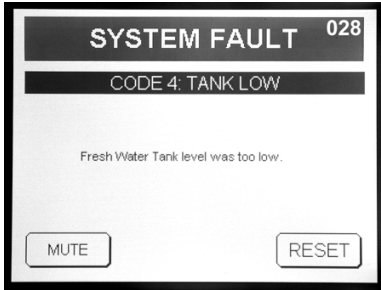 SYSTEM FAULT 028
CODE 4: TANK LOW
Fresh Water Tank level was too low.
MUTE RESET